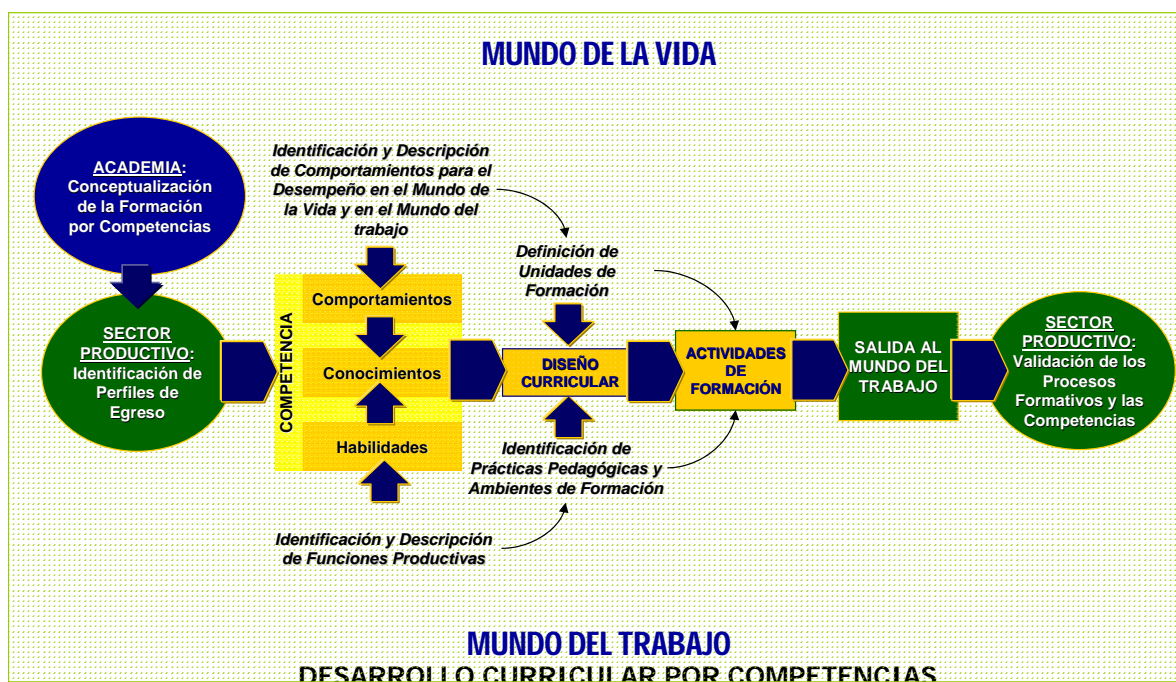 MUNDO DE LA VIDA
ACADEMIA:
Conceptualización
de la Formación
por Competencias
Identificación y Descripción
de Comportamientos para el
Desempeño en el Mundo de
la Vida y en el Mundo del
trabajo
Definición de
Unidades de
Formación
SECTOR
PRODUCTIVO:
Identificación de
Perfiles de
Egreso
COMPETENCIA
Comportamientos
Conocimientos
Habilidades
DISEÑO
CURRICULAR
ACTIVIDADES
DE
FORMACIÓN
SALIDA AL
MUNDO DEL
TRABAJO
SECTOR
PRODUCTIVO:
Validación de los
Procesos
Formativos y las
Competencias
Identificación de
Prácticas Pedagógicas y
Ambientes de Formación
Identificación y Descripción
de Funciones Productivas
MUNDO DEL TRABAJO
DESARROLLO CURRICULAR POR COMPETENCIAS